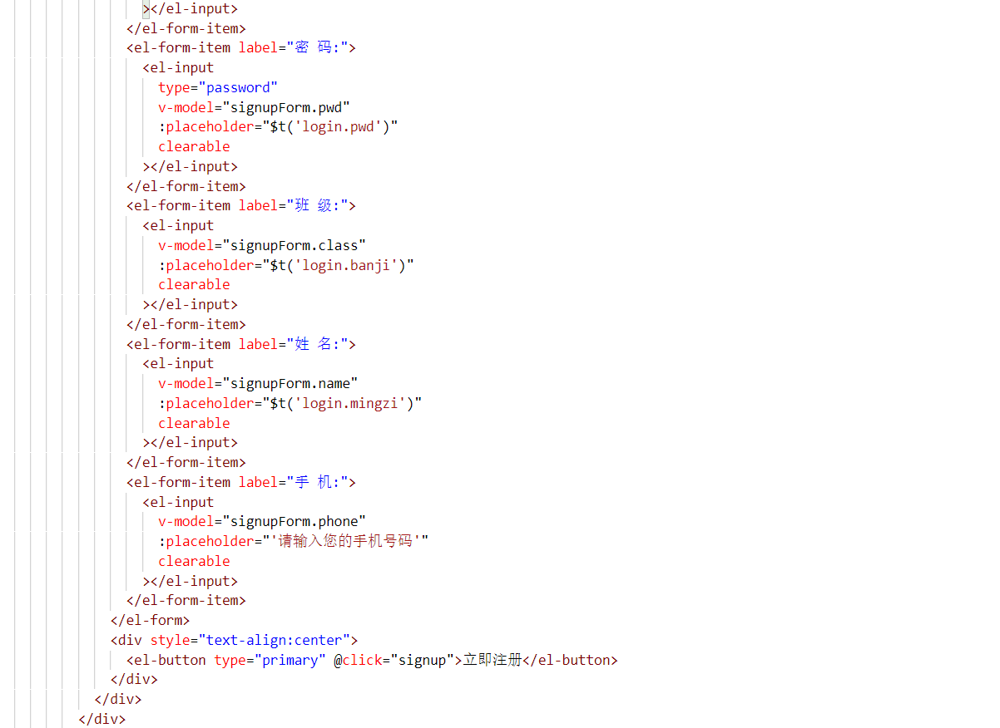 ></el-input>
</el-form-item>
<el-form-item label="密 码:">
<el-input
type="password"
v-model="signupForm.pwd"
:placeholder="$t('login.pwd')"
clearable
></el-input>
</el-form-item>
<el-form-item label="班 级:">
<el-input
v-model="signupForm.class"
:placeholder="$t('login.banji')"
clearable
></el-input>
</el-form-item>
<el-form-item label="姓 名:">
<el-input
v-model="signupForm.name"
:placeholder="$t('login.mingzi')"
clearable
></el-input>
</el-form-item>
<el-form-item label="手 机:">
<el-input
v-model="signupForm.phone"
:placeholder="'请输入您的手机号码'"
clearable
></el-input>
</el-form-item>
</el-form>
<div style="text-align:center">
<el-button type="primary" @click="signup">立即注册</el-button>
</div>
</div>
</div>